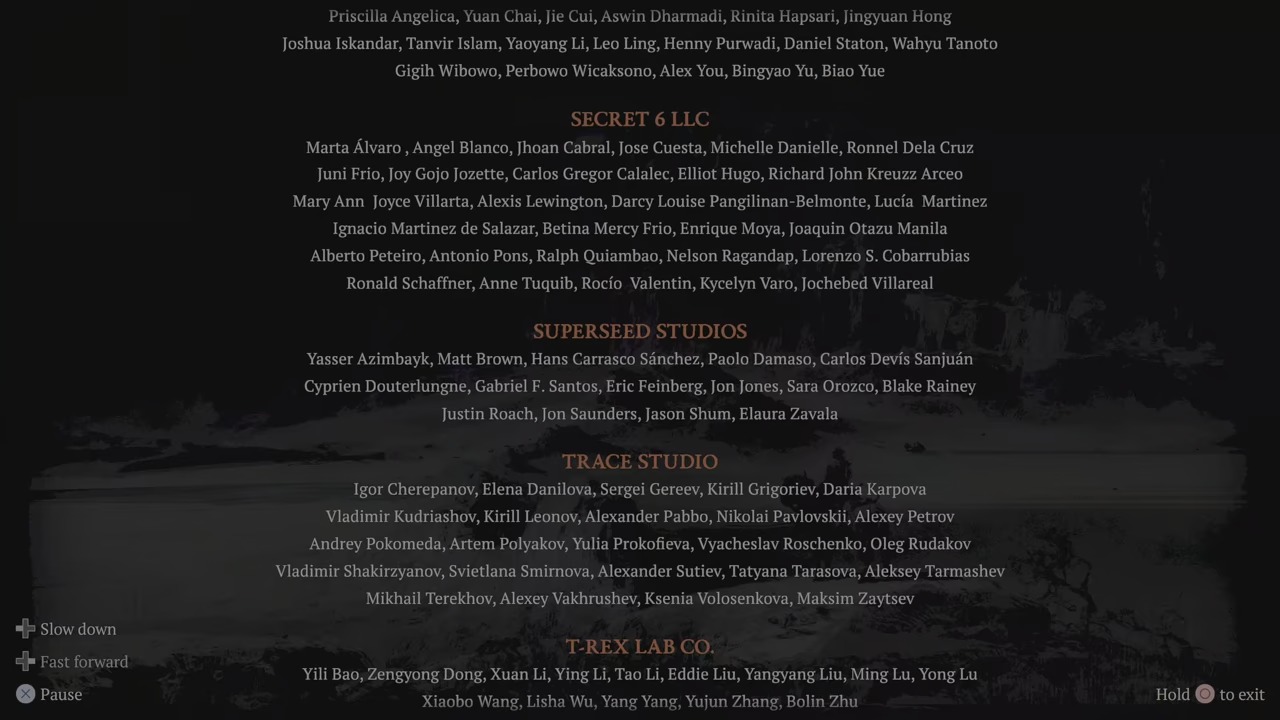 Priscilla Angelica, Yuan Chai, Jie Cui, Aswin Dharmadi, Rinita Hapsari, Jingyuan Hong
Joshua Iskandar, Tanvir Islam, Yaoyang Li, Leo Ling, Henny Purwadi, Daniel Staton, Wahyu Tanoto
Gigih Wibowo, Perbowo Wicaksono, Alex You, Bingyao Yu, Biao Yue
SECRET 6 LLC
Marta Álvaro , Angel Blanco, Jhoan Cabral, Jose Cuesta, Michelle Danielle, Ronnel Dela Cruz
Juni Frio, Joy Gojo Jozette, Carlos Gregor Calalec, Elliot Hugo, Richard John Kreuzz Arceo
Mary Ann  Joyce Villarta, Alexis Lewington, Darcy Louise Pangilinan-Belmonte, Lucía  Martinez
Ignacio Martinez de Salazar, Betina Mercy Frio, Enrique Moya, Joaquin Otazu Manila
Alberto Peteiro, Antonio Pons, Ralph Quiambao, Nelson Ragandap, Lorenzo S. Cobarrubias
Ronald Schaffner, Anne Tuquib, Rocío  Valentin, Kycelyn Varo, Jochebed Villareal
SUPERSEED STUDIOS
Yasser Azimbayk, Matt Brown, Hans Carrasco Sánchez, Paolo Damaso, Carlos Devís Sanjuán
Cyprien Douterlungne, Gabriel F. Santos, Eric Feinberg, Jon Jones, Sara Orozco, Blake Rainey
Justin Roach, Jon Saunders, Jason Shum, Elaura Zavala
TRACE STUDIO
Igor Cherepanov, Elena Danilova, Sergei Gereev, Kirill Grigoriev, Daria Karpova
Vladimir Kudriashov, Kirill Leonov, Alexander Pabbo, Nikolai Pavlovskii, Alexey Petrov
Andrey Pokomeda, Artem Polyakov, Yulia Prokofieva, Vyacheslav Roschenko, Oleg Rudakov
Vladimir Shakirzyanov, Svietlana Smirnova, Alexander Sutiev, Tatyana Tarasova, Aleksey Tarmashev
Mikhail Terekhov, Alexey Vakhrushev, Ksenia Volosenkova, Maksim Zaytsev
Slow down
T-REX LAB CO.
Fast forward
Yili Bao, Zengyong Dong, Xuan Li, Ying Li, Tao Li, Eddie Liu, Yangyang Liu, Ming Lu, Yong Lu
Pause
Xiaobo Wang, Lisha Wu, Yang Yang, Yujun Zhang, Bolin Zhu
Hold to exit